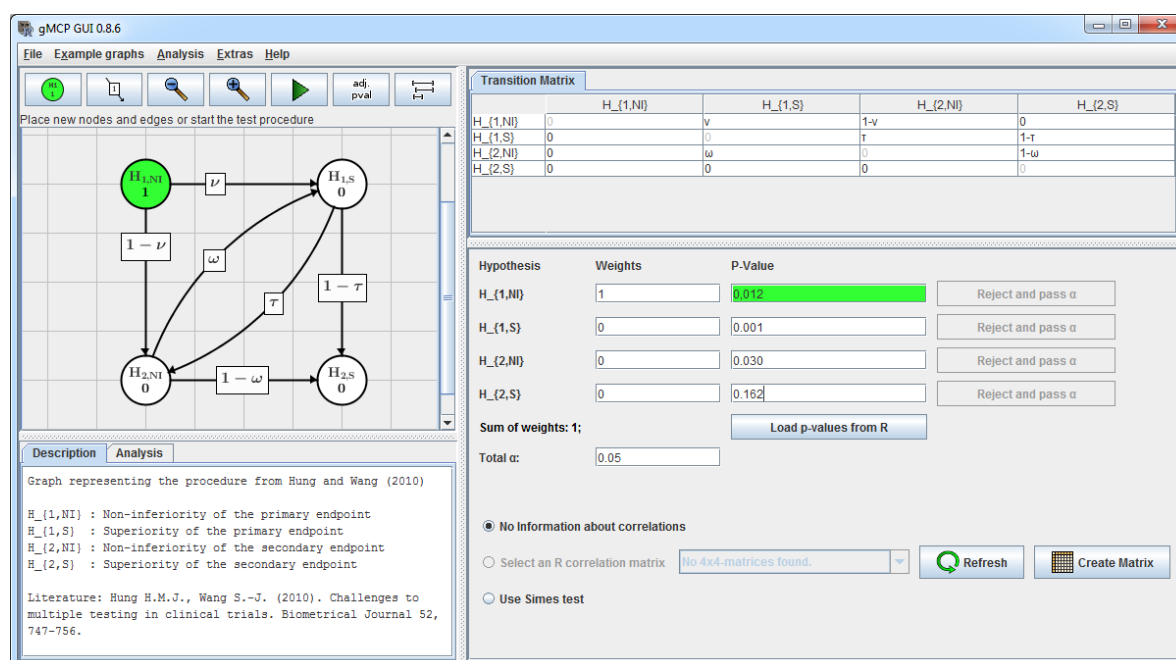 gMCP GUI 0.8.6
File Example graphs Analysis Extras Help
H1 1
1
adj. pval
Place new nodes and edges or start the test procedure
H1,NI 1
ν
H1,S 0
1 − ν
ω
τ
1 − τ
H2,NI 0
1 − ω
H2,S 0
Description Analysis
Graph representing the procedure from Hung and Wang (2010)
H_{1,NI} : Non-inferiority of the primary endpoint
H_{1,S} : Superiority of the primary endpoint
H_{2,NI} : Non-inferiority of the secondary endpoint
H_{2,S} : Superiority of the secondary endpoint
Literature: Hung H.M.J., Wang S.-J. (2010). Challenges to
multiple testing in clinical trials. Biometrical Journal 52,
747-756.
Transition Matrix
H_{1,NI} H_{1,S} H_{2,NI} H_{2,S}
H_{1,NI} 0 ν 1-ν 0
H_{1,S} 0 0 τ 1-τ
H_{2,NI} 0 ω 0 1-ω
H_{2,S} 0 0 0 0
Hypothesis Weights P-Value
H_{1,NI} 1 0,012 Reject and pass α
H_{1,S} 0 0.001 Reject and pass α
H_{2,NI} 0 0.030 Reject and pass α
H_{2,S} 0 0.162 Reject and pass α
Sum of weights: 1; Load p-values from R
Total α: 0.05
No Information about correlations
Select an R correlation matrix No 4x4-matrices found. Refresh Create Matrix
Use Simes test